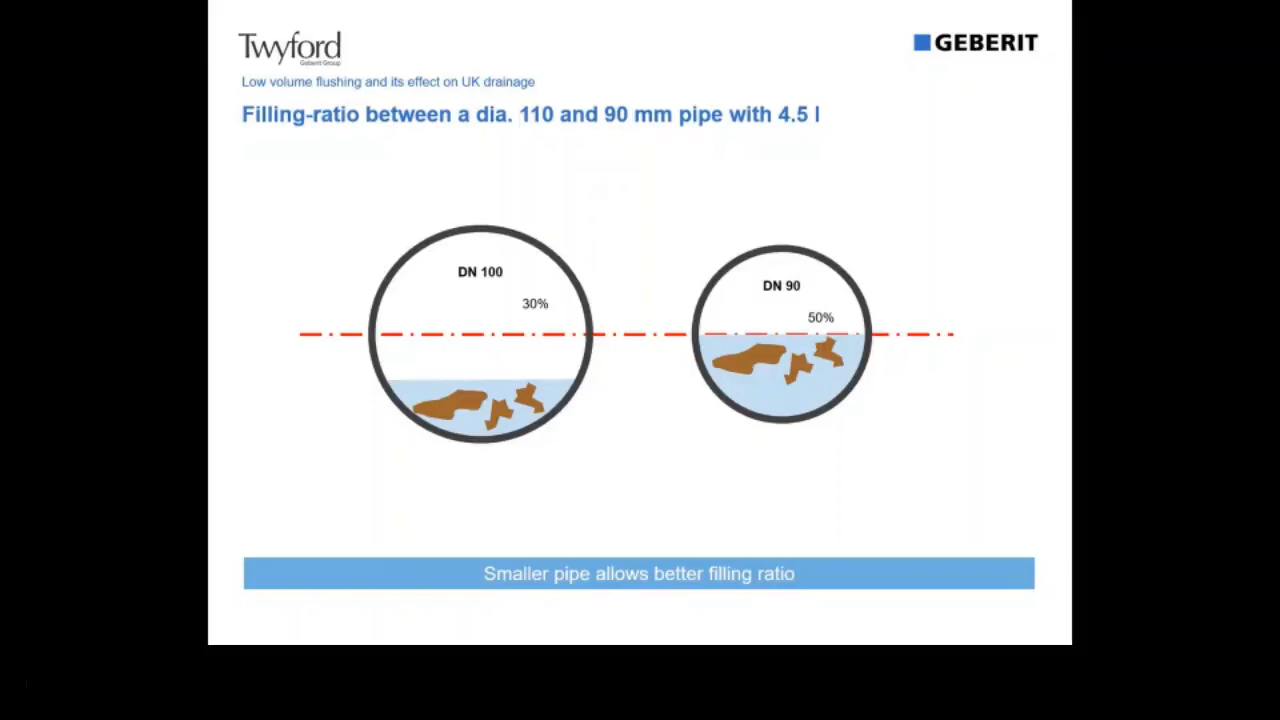 Twyford
Geberit Group
GEBERIT
Low volume flushing and its effect on UK drainage
Filling-ratio between a dia. 110 and 90 mm pipe with 4.5 l
DN 100
30%
DN 90
50%
Smaller pipe allows better filling ratio